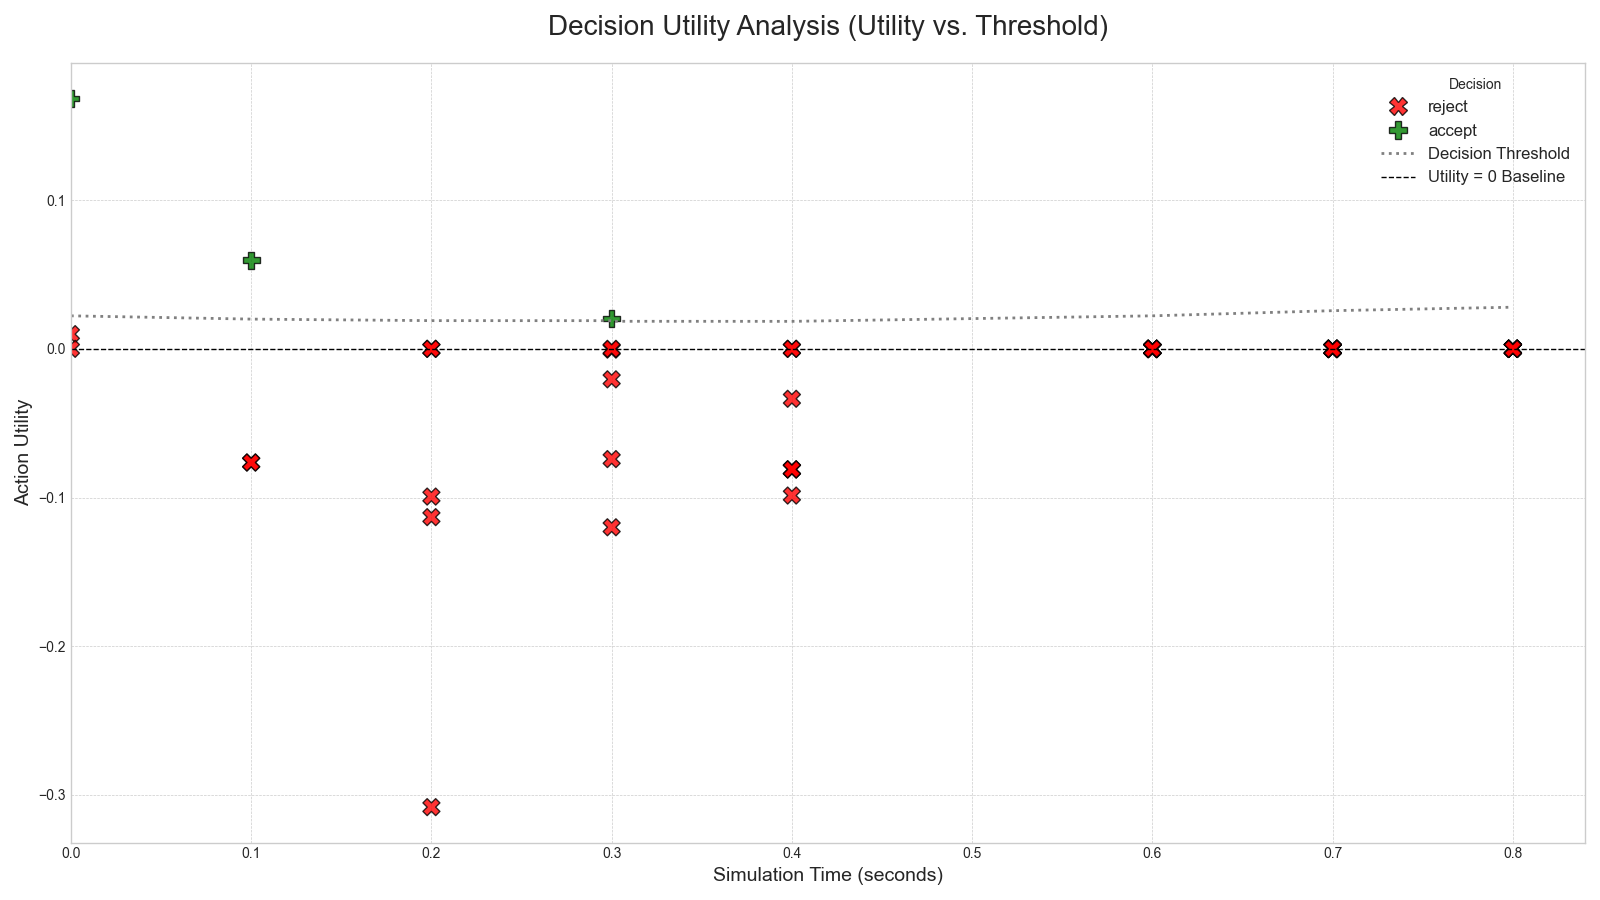 Decision Utility Analysis (Utility vs. Threshold)
Decision
reject
accept
Decision Threshold
Utility = 0 Baseline
Action Utility
0.1
0.0
−0.1
−0.2
−0.3
0.0 0.1 0.2 0.3 0.4 0.5 0.6 0.7 0.8
Simulation Time (seconds)